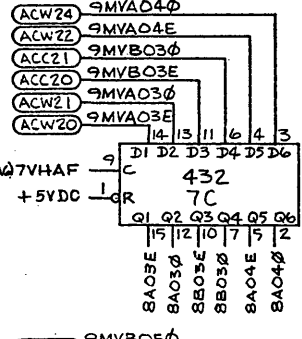 ACW24 9MVA04Ø
ACW22 9MVA04E
ACC21 9MVB03Ø
ACC20 9MVB03E
ACW21 9MVA03Ø
ACW20 9MVA03E
14 13 11 6 4 3
D1 D2 D3 D4 D5 D6
Q7VHAF 9 C 432
+5VDC 1 R 7C
Q1 Q2 Q3 Q4 Q5 Q6
15 12 10 7 5 2
8A03E 8A03Ø 8B03E 8B03Ø 8A04E 8A04Ø